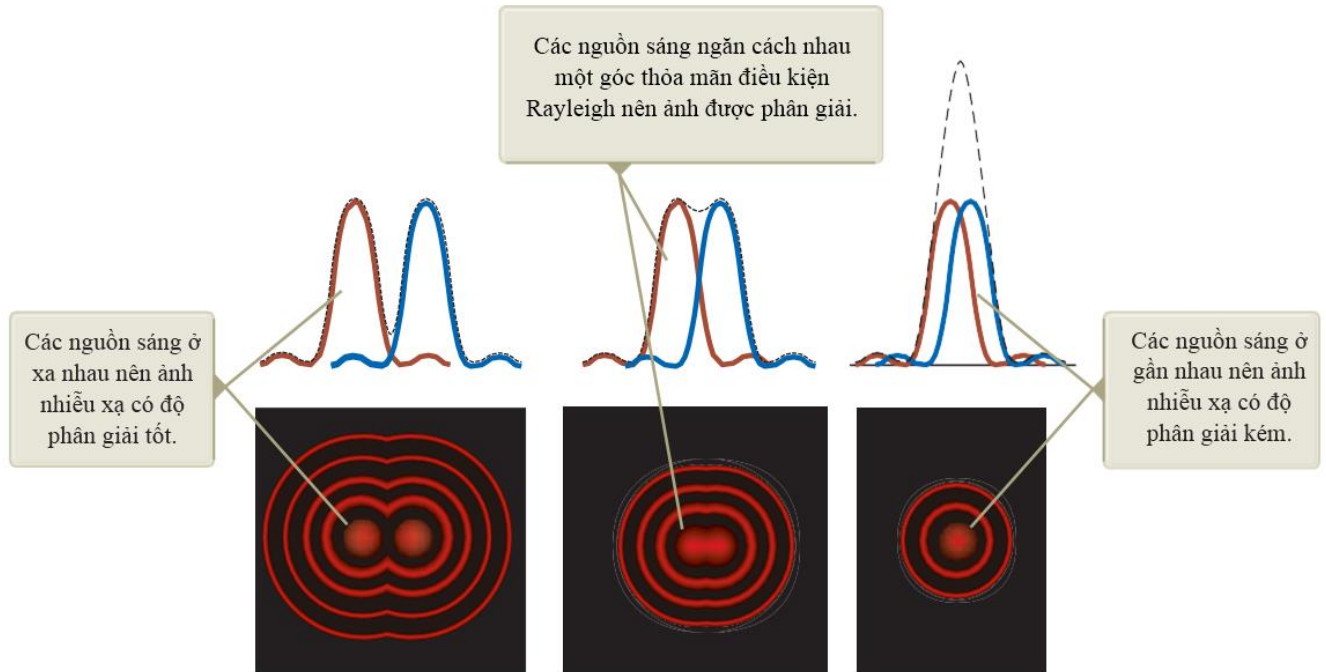 Các nguồn sáng ngăn cách nhau
một góc thỏa mãn điều kiện
Rayleigh nên ảnh được phân giải.
Các nguồn sáng ở
xa nhau nên ảnh
nhiễu xạ có độ
phân giải tốt.
Các nguồn sáng ở
gần nhau nên ảnh
nhiễu xạ có độ
phân giải kém.